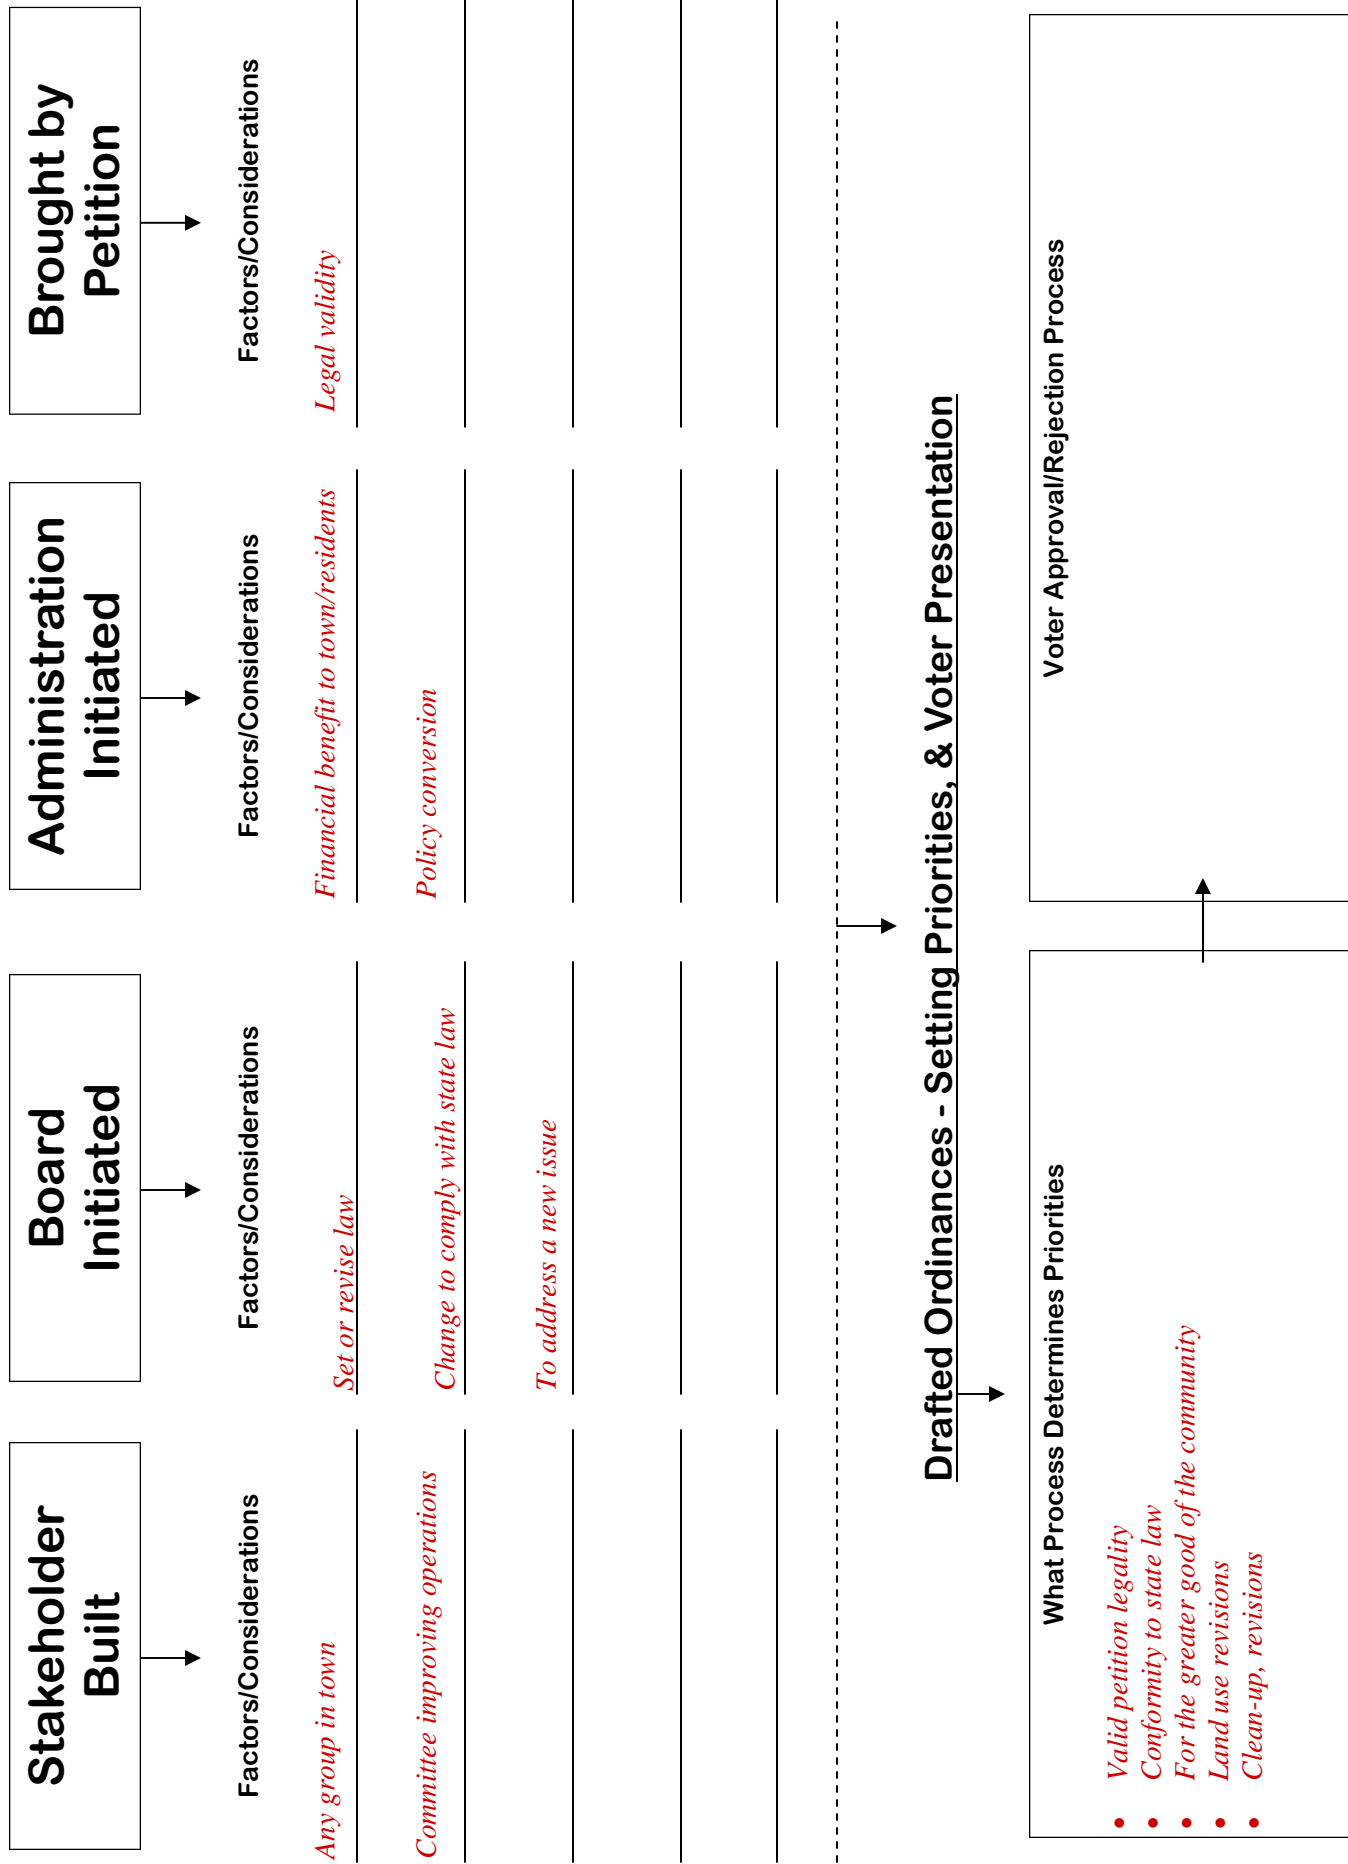 Stakeholder
Built
Board
Initiated
Administration
Initiated
Brought by
Petition
Factors/Considerations
Factors/Considerations
Factors/Considerations
Factors/Considerations
Any group in town
Set or revise law
Financial benefit to town/residents
Legal validity
Committee improving operations
Change to comply with state law
Policy conversion
To address a new issue
Drafted Ordinances - Setting Priorities, & Voter Presentation
What Process Determines Priorities
• Valid petition legality
• Conformity to state law
• For the greater good of the community
• Land use revisions
• Clean-up, revisions
Voter Approval/Rejection Process